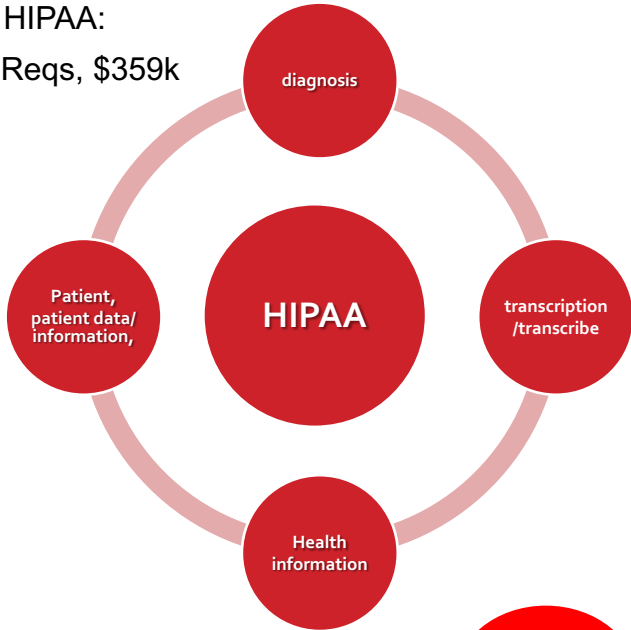 HIPAA:
Reqs, $359k
diagnosis
Patient,
patient data/
information,
HIPAA
transcription
/transcribe
Health
information